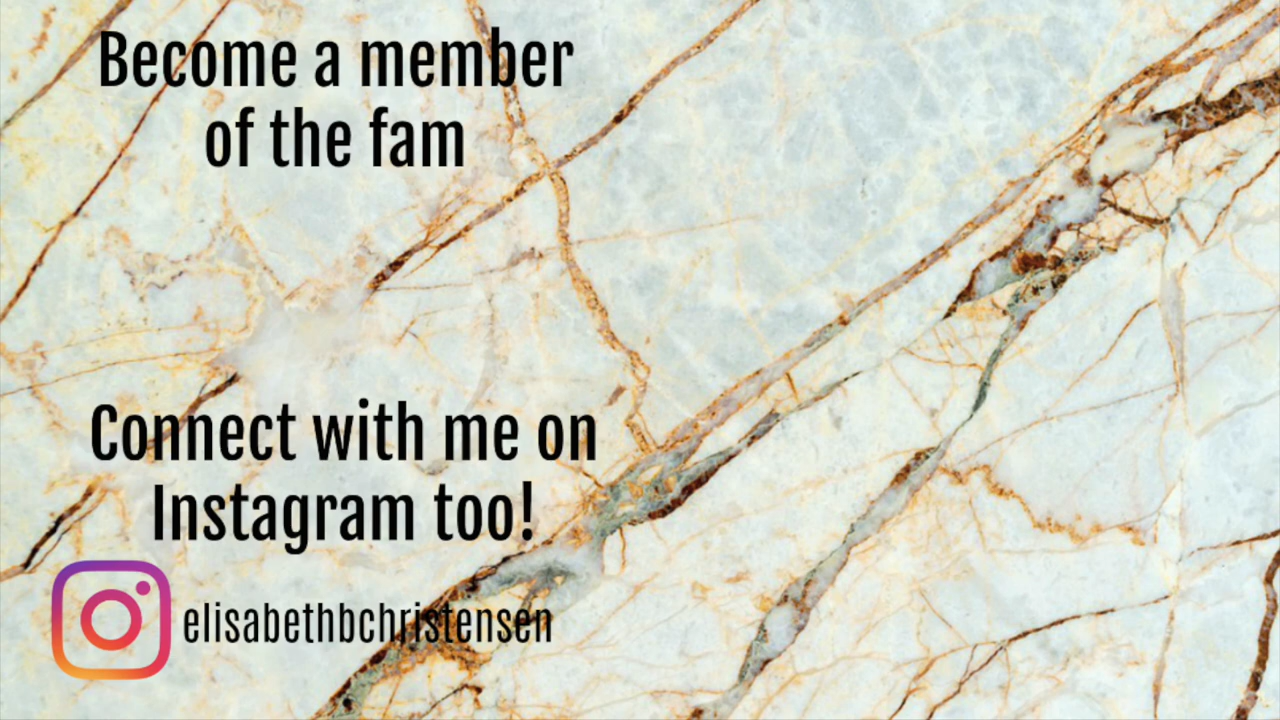 Become a member
of the fam
Connect with me on
Instagram too!
elisabethbchristensen